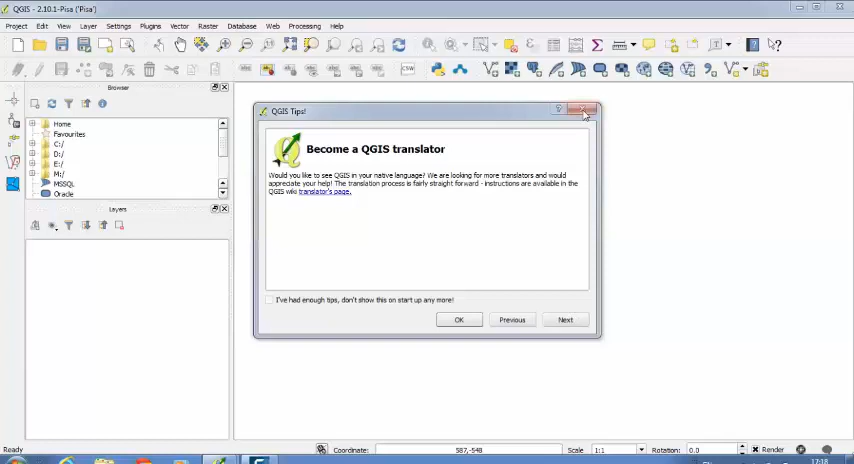 QGIS - 2.10.1-Pisa ('Pisa')
Project Edit View Layer Settings Plugins Vector Raster Database Web Processing Help
CSW
Browser
Home
Favourites
C:/
D:/
E:/
M:/
MSSQL
Oracle
Layers
QGIS Tips!
Become a QGIS translator
Would you like to see QGIS in your native language? We are looking for more translators and would
appreciate your help! The translation process is fairly straight forward - instructions are available in the
QGIS wiki translator's page.
I've had enough tips, don't show this on start up any more!
OK Previous Next
Ready Coordinate: 587,-548 Scale 1:1 Rotation: 0.0 Render
17:18